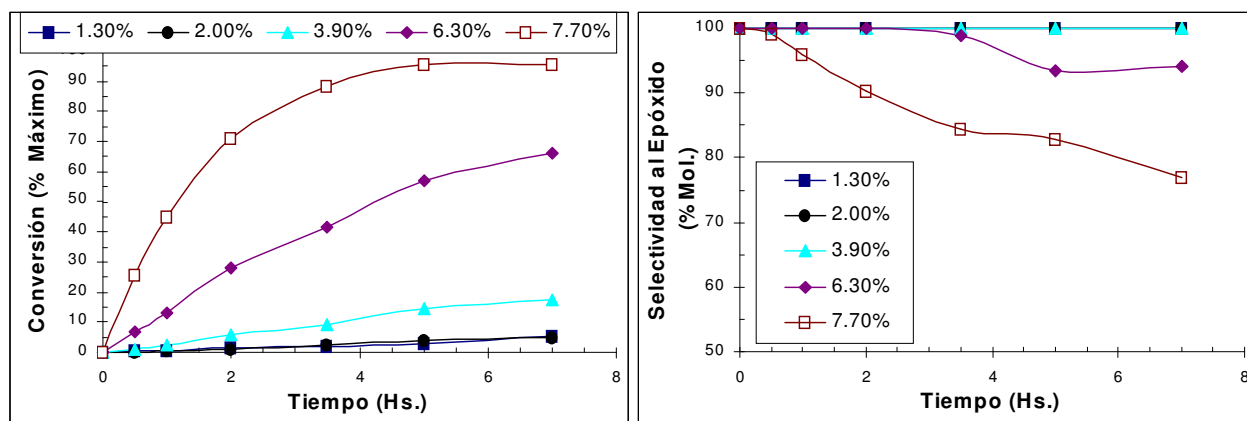 1.30% 2.00% 3.90% 6.30% 7.70%
Conversión (% Máximo)
90
80
70
60
50
40
30
20
10
0
0 2 4 6 8
Tiempo (Hs.)
Selectividad al Epóxido
(% Mol.)
100
90
80
70
60
50
1.30%
2.00%
3.90%
6.30%
7.70%
0 2 4 6 8
Tiempo (Hs.)